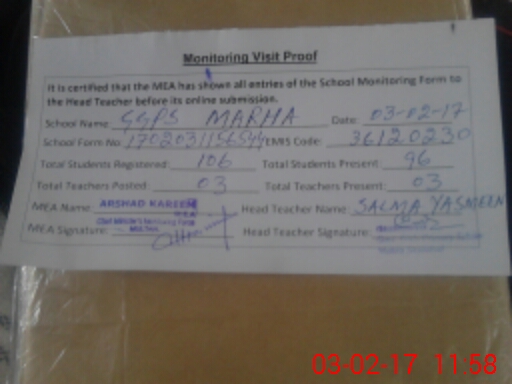 Monitoring Visit Proof
It is certified that the MEA has shown all entries of the School Monitoring Form to
the Head Teacher before its online submission.
School Name: SGPS MARHA Date: 03-02-17
School Form No: EMIS Code: 36120230
Total Students Registered: 106 Total Students Present: 96
Total Teachers Posted: 03 Total Teachers Present: 03
MEA Name: ARSHAD KAREEM Head Teacher Name: SALMA YASMEEN
MEA Signature: Head Teacher Signature:
03-02-17 11:58